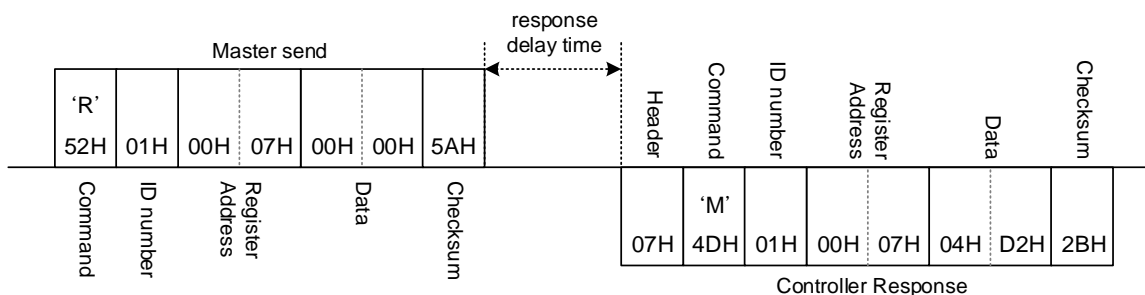 response
delay time
Master send
'R'
52H 01H 00H 07H 00H 00H 5AH
Command
ID number
Register
Address
Data
Checksum
Header
Command
ID number
Register
Address
Data
Checksum
'M'
07H 4DH 01H 00H 07H 04H D2H 2BH
Controller Response